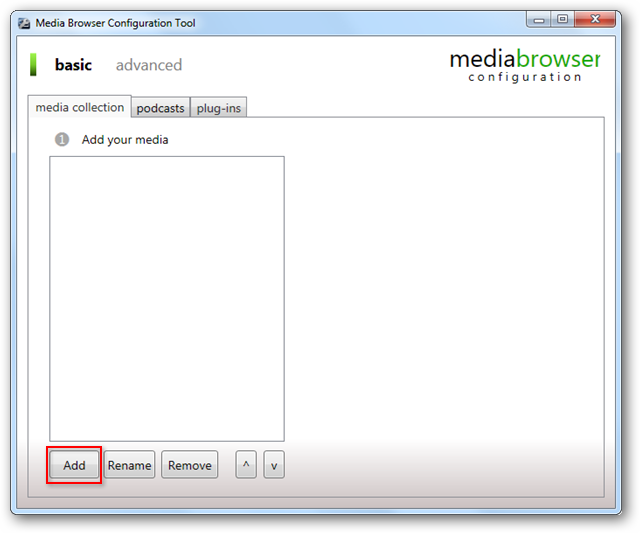 Media Browser Configuration Tool
basic advanced
mediabrowser
configuration
media collection podcasts plug-ins
1 Add your media
Add Rename Remove ^ v